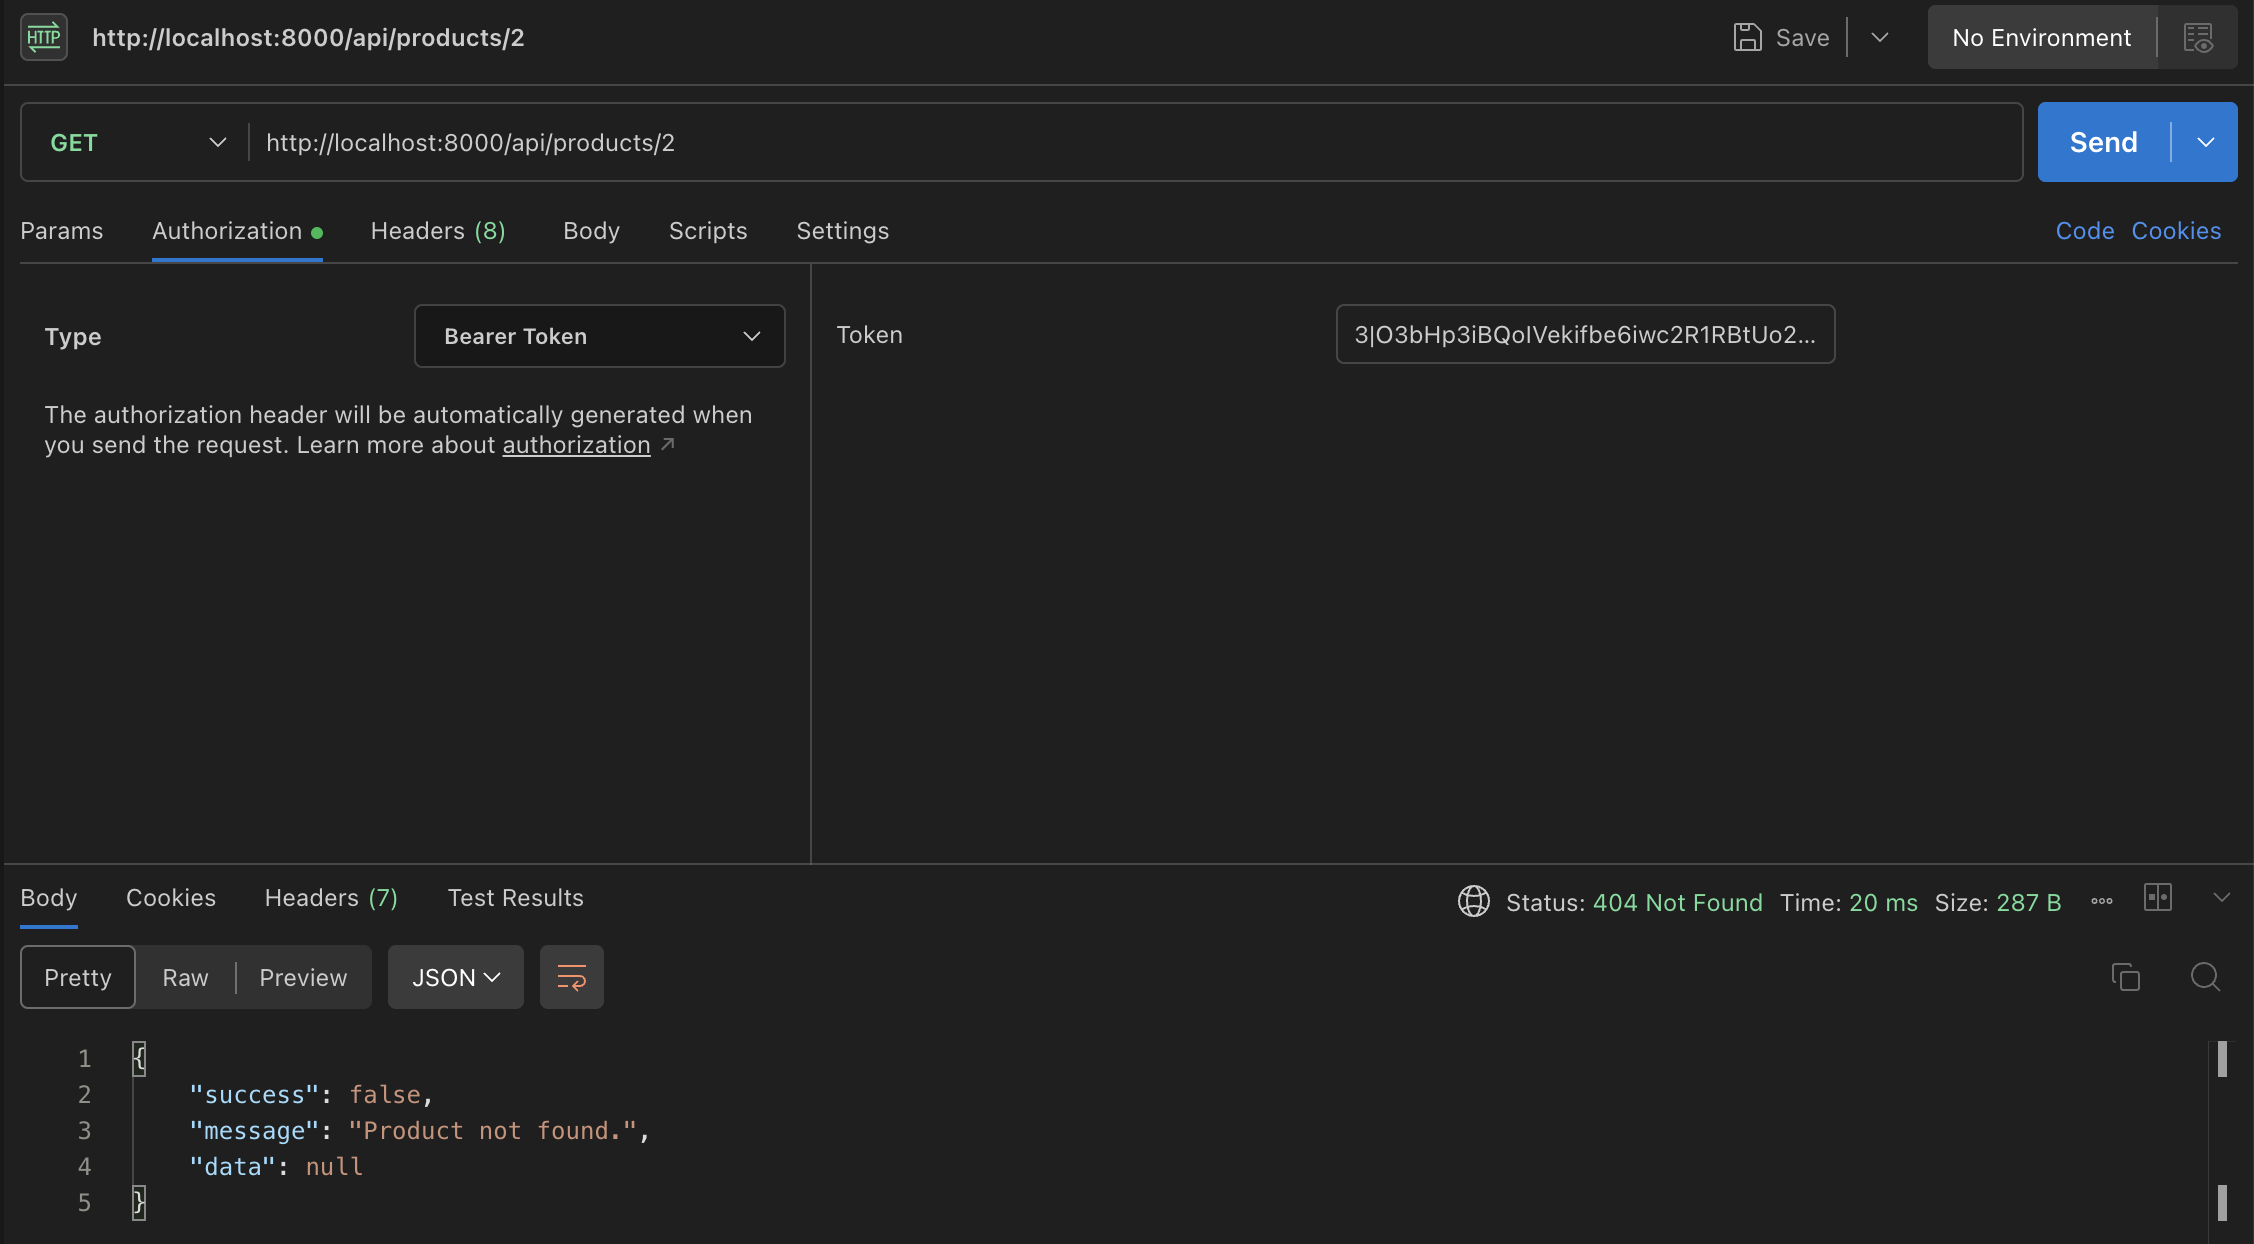 HTTP http://localhost:8000/api/products/2 Save No Environment
GET http://localhost:8000/api/products/2 Send
Params Authorization Headers (8) Body Scripts Settings Code Cookies
Type Bearer Token Token 3|O3bHp3iBQoIVekifbe6iwc2R1RBtUo2...
The authorization header will be automatically generated when
you send the request. Learn more about authorization ↗
Body Cookies Headers (7) Test Results Status: 404 Not Found Time: 20 ms Size: 287 B
Pretty Raw Preview JSON
1 {
2 "success": false,
3 "message": "Product not found.",
4 "data": null
5 }